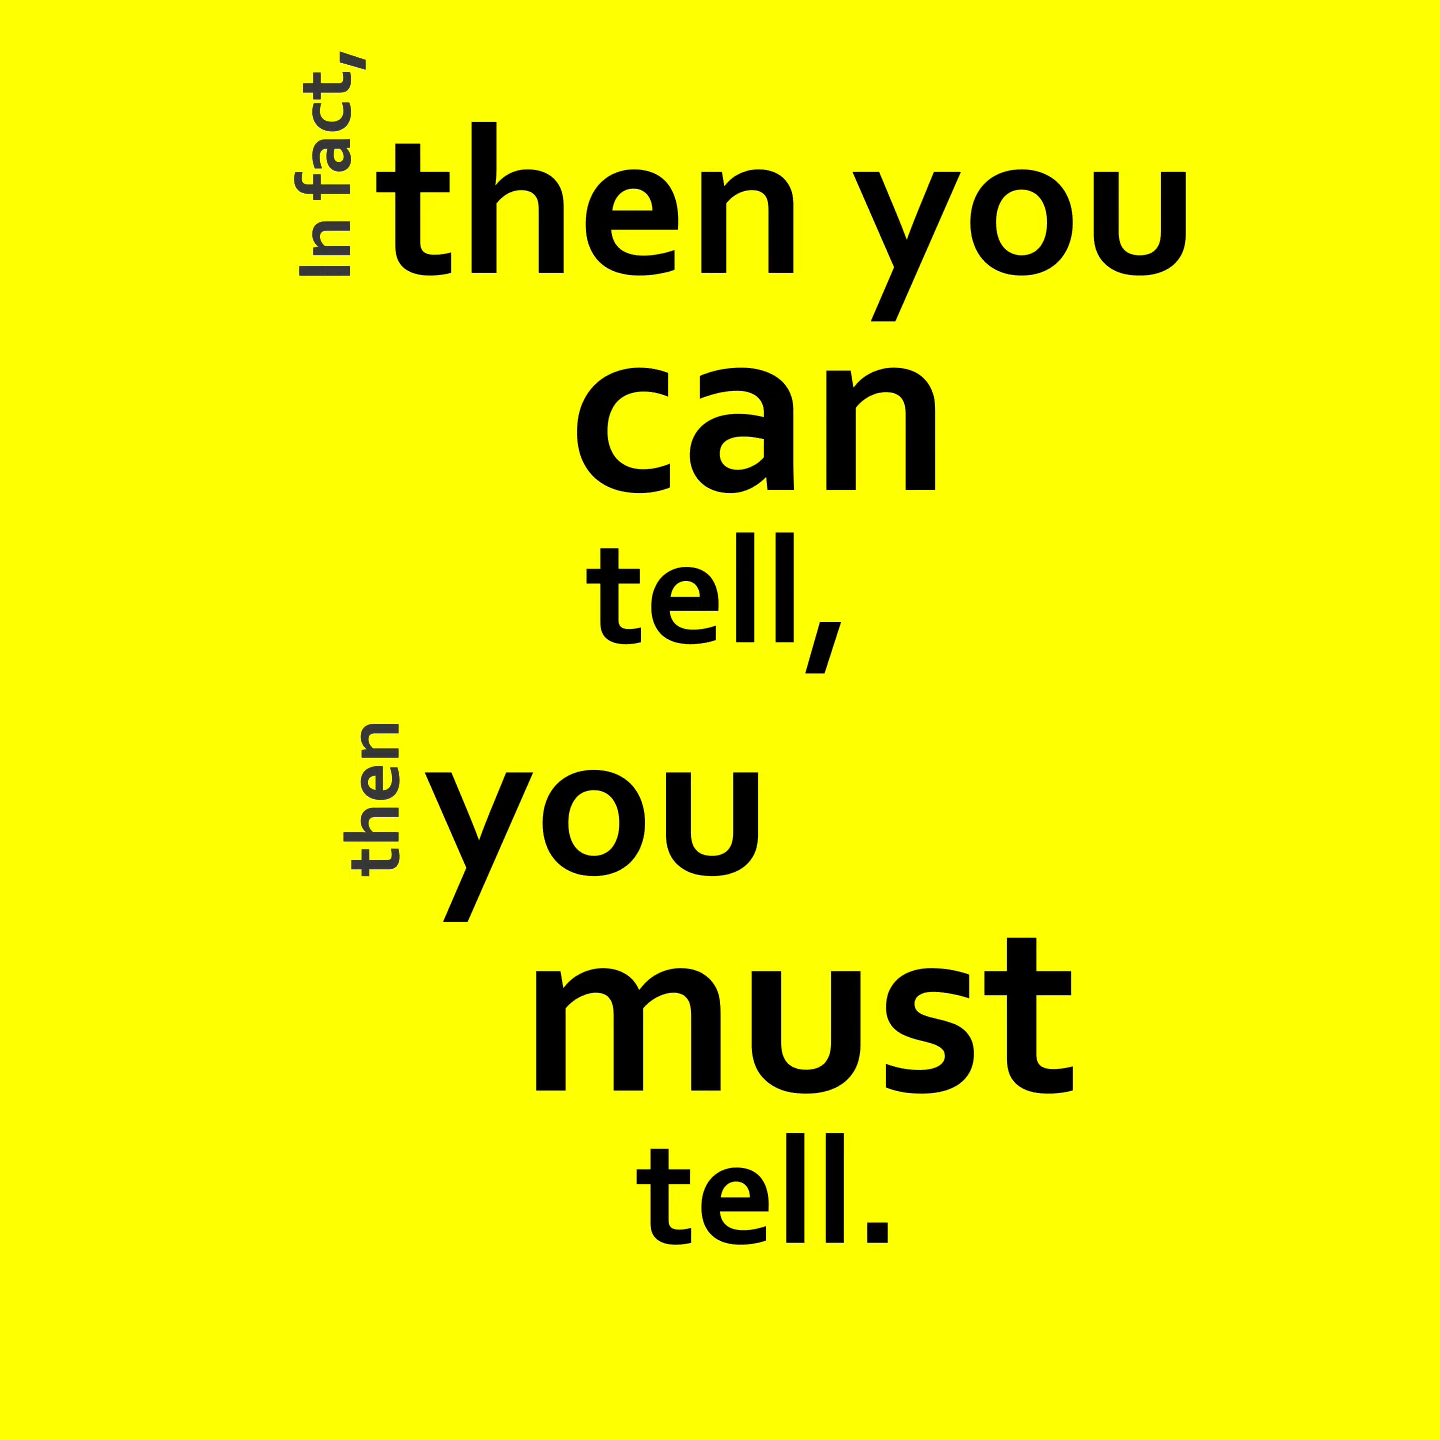 In fact,
then you
can
tell,
then
you
must
tell.